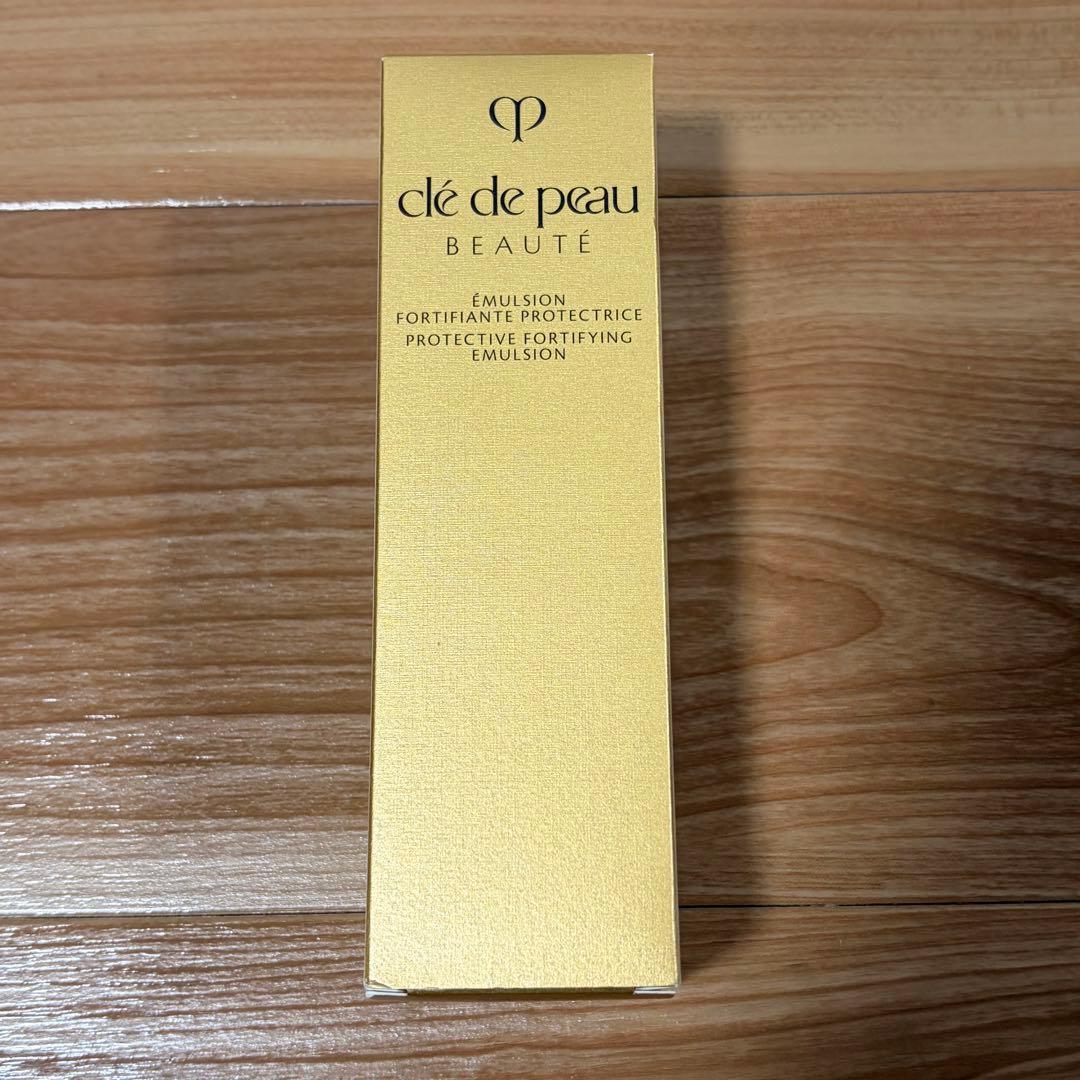 clé de peau
BEAUTÉ
ÉMULSION
FORTIFIANTE PROTECTRICE
PROTECTIVE FORTIFYING
EMULSION